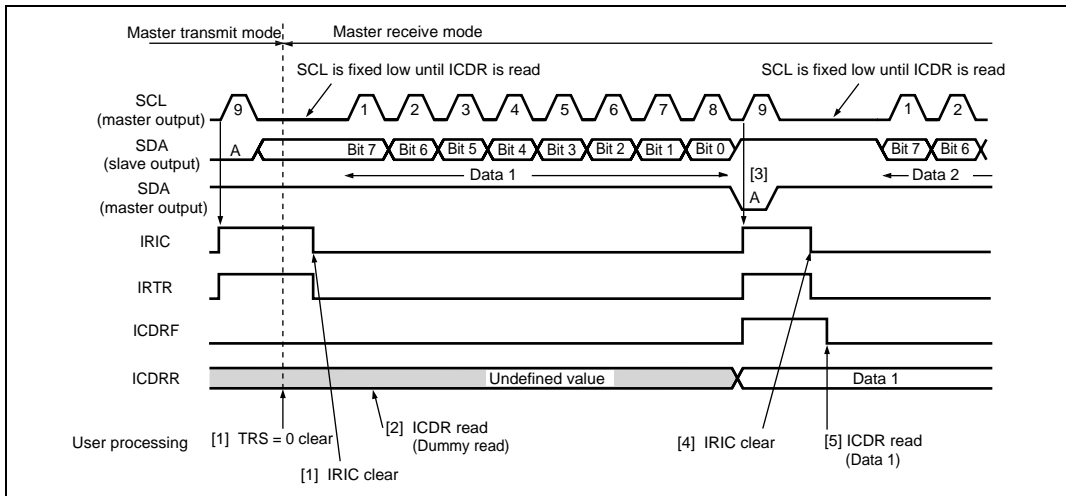 Master transmit mode Master receive mode
SCL is fixed low until ICDR is read SCL is fixed low until ICDR is read
SCL
(master output)
9 1 2 3 4 5 6 7 8 9 1 2
SDA
(slave output)
A Bit 7 Bit 6 Bit 5 Bit 4 Bit 3 Bit 2 Bit 1 Bit 0 Bit 7 Bit 6
Data 1 [3] Data 2
SDA
(master output)
A
IRIC
IRTR
ICDRF
ICDRR Undefined value Data 1
User processing
[1] TRS = 0 clear
[2] ICDR read
(Dummy read)
[4] IRIC clear
[5] ICDR read
(Data 1)
[1] IRIC clear